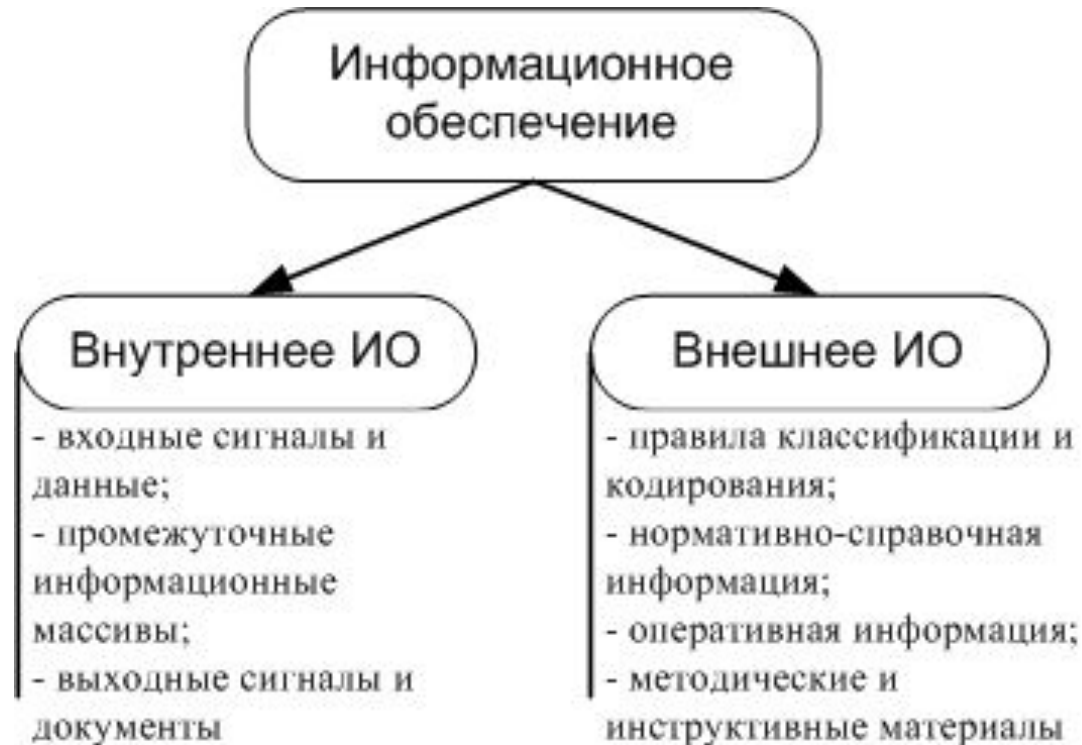 Информационное
обеспечение
Внутреннее ИО
- входные сигналы и
данные;
- промежуточные
информационные
массивы;
- выходные сигналы и
документы
Внешнее ИО
- правила классификации и
кодирования;
- нормативно-справочная
информация;
- оперативная информация;
- методические и
инструктивные материалы